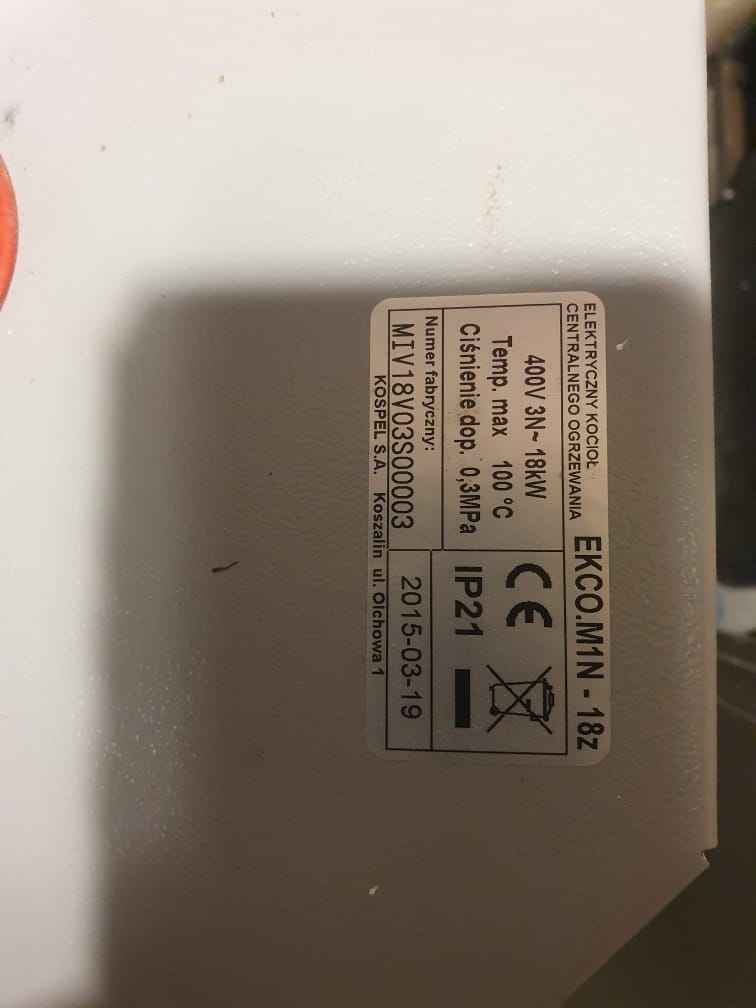 ELEKTRYCZNY KOCIOŁ
CENTRALNEGO OGRZEWANIA
EKCO.M1N - 18z
400V 3N~ 18kW
Temp. max 100 °C
Ciśnienie dop. 0,3MPa
CE
IP21
Numer fabryczny:
MIV18V03S00003
2015-03-19
KOSPEL S.A. Koszalin ul. Olchowa 1